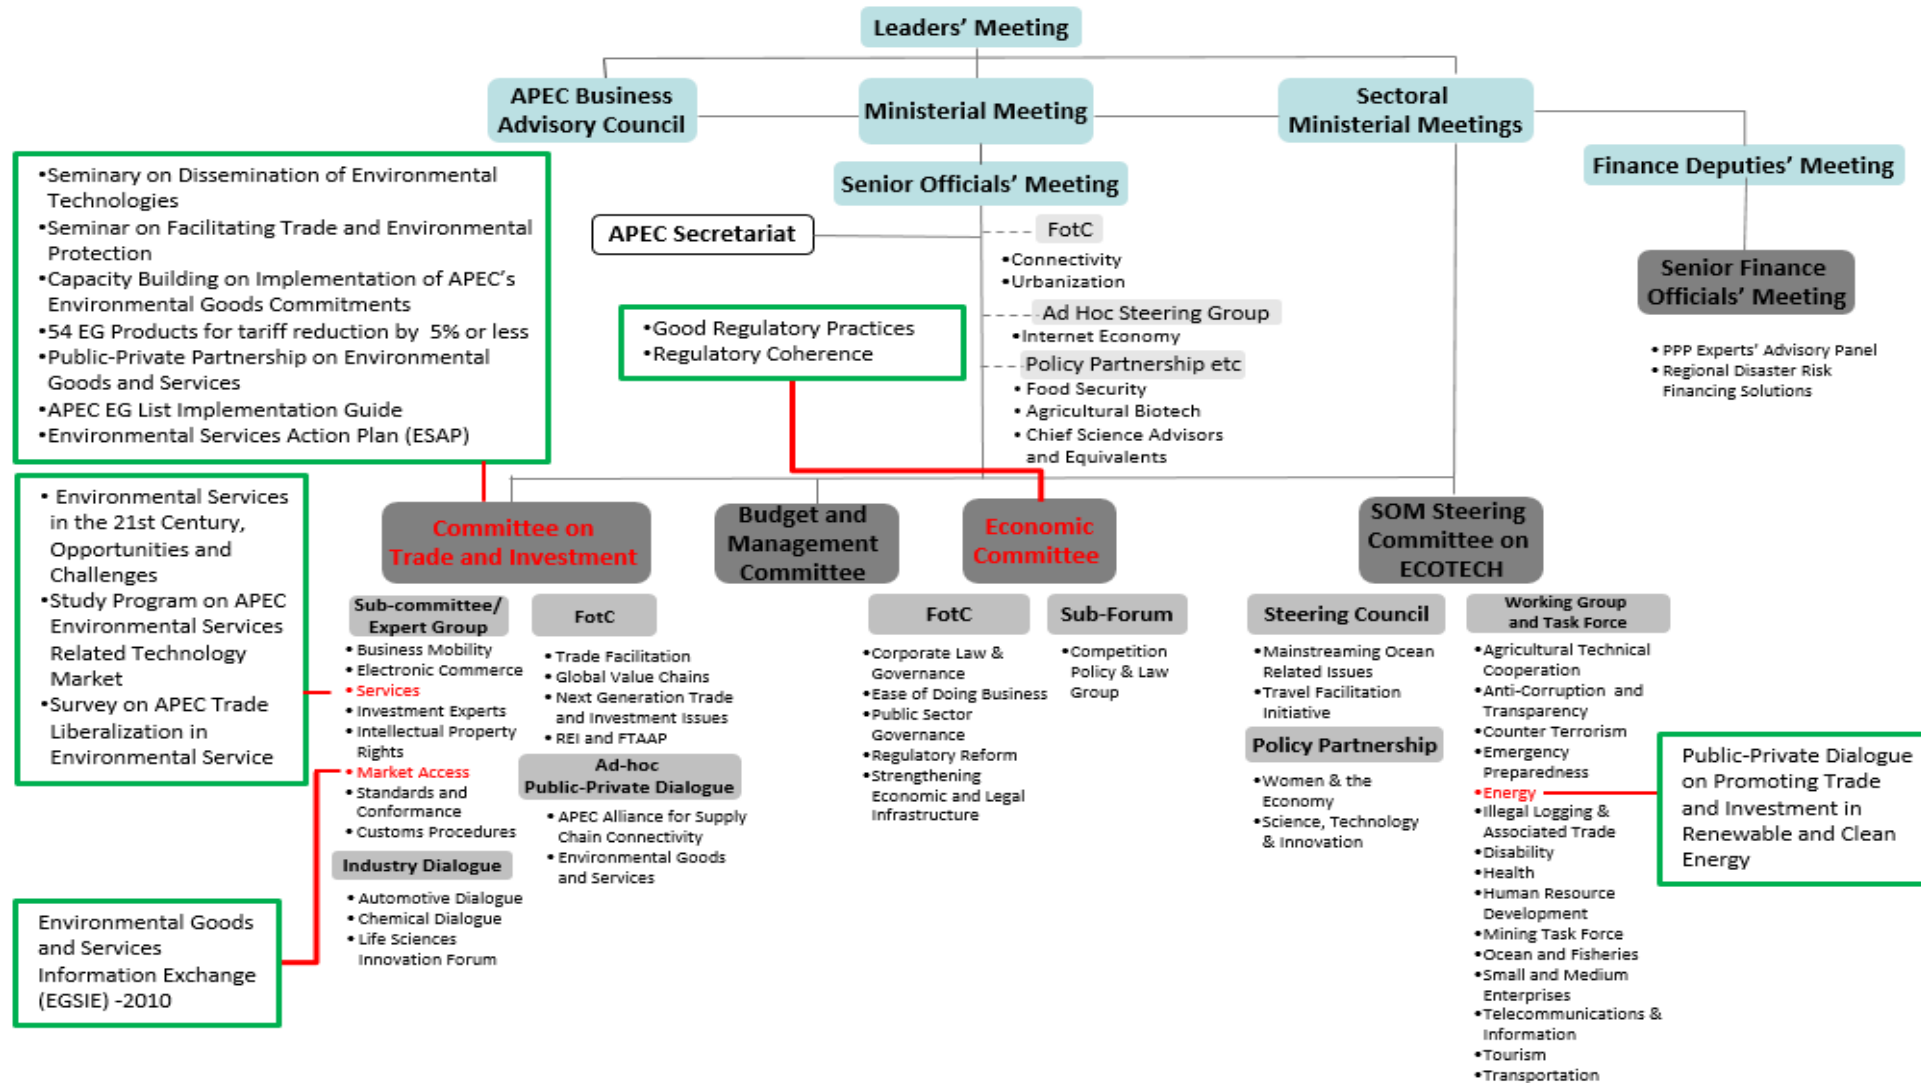 Leaders' Meeting
APEC Business
Advisory Council
Ministerial Meeting
Sectoral
Ministerial Meetings
Finance Deputies' Meeting
Senior Officials' Meeting
APEC Secretariat
FotC
•Connectivity
•Urbanization
Ad Hoc Steering Group
•Internet Economy
Policy Partnership etc
• Food Security
• Agricultural Biotech
• Chief Science Advisors
and Equivalents
Senior Finance
Officials' Meeting
• PPP Experts' Advisory Panel
• Regional Disaster Risk
Financing Solutions
•Seminary on Dissemination of Environmental
Technologies
•Seminar on Facilitating Trade and Environmental
Protection
•Capacity Building on Implementation of APEC's
Environmental Goods Commitments
•54 EG Products for tariff reduction by 5% or less
•Public-Private Partnership on Environmental
Goods and Services
•APEC EG List Implementation Guide
•Environmental Services Action Plan (ESAP)
•Good Regulatory Practices
•Regulatory Coherence
• Environmental Services
in the 21st Century,
Opportunities and
Challenges
•Study Program on APEC
Environmental Services
Related Technology
Market
•Survey on APEC Trade
Liberalization in
Environmental Service
Environmental Goods
and Services
Information Exchange
(EGSIE) -2010
Committee on
Trade and Investment
Budget and
Management
Committee
Economic
Committee
SOM Steering
Committee on
ECOTECH
Sub-committee/
Expert Group
• Business Mobility
• Electronic Commerce
• Services
• Investment Experts
• Intellectual Property
Rights
• Market Access
• Standards and
Conformance
• Customs Procedures
Industry Dialogue
• Automotive Dialogue
• Chemical Dialogue
• Life Sciences
Innovation Forum
FotC
• Trade Facilitation
• Global Value Chains
• Next Generation Trade
and Investment Issues
• REI and FTAAP
Ad-hoc
Public-Private Dialogue
• APEC Alliance for Supply
Chain Connectivity
• Environmental Goods
and Services
FotC
•Corporate Law &
Governance
•Ease of Doing Business
•Public Sector
Governance
•Regulatory Reform
•Strengthening
Economic and Legal
Infrastructure
Sub-Forum
• Competition
Policy & Law
Group
Steering Council
•Mainstreaming Ocean
Related Issues
•Travel Facilitation
Initiative
Policy Partnership
•Women & the
Economy
•Science, Technology
& Innovation
Working Group
and Task Force
•Agricultural Technical
Cooperation
•Anti-Corruption and
Transparency
•Counter Terrorism
•Emergency
Preparedness
•Energy
•Illegal Logging &
Associated Trade
•Disability
•Health
•Human Resource
Development
•Mining Task Force
•Ocean and Fisheries
•Small and Medium
Enterprises
•Telecommunications &
Information
•Tourism
•Transportation
Public-Private Dialogue
on Promoting Trade
and Investment in
Renewable and Clean
Energy